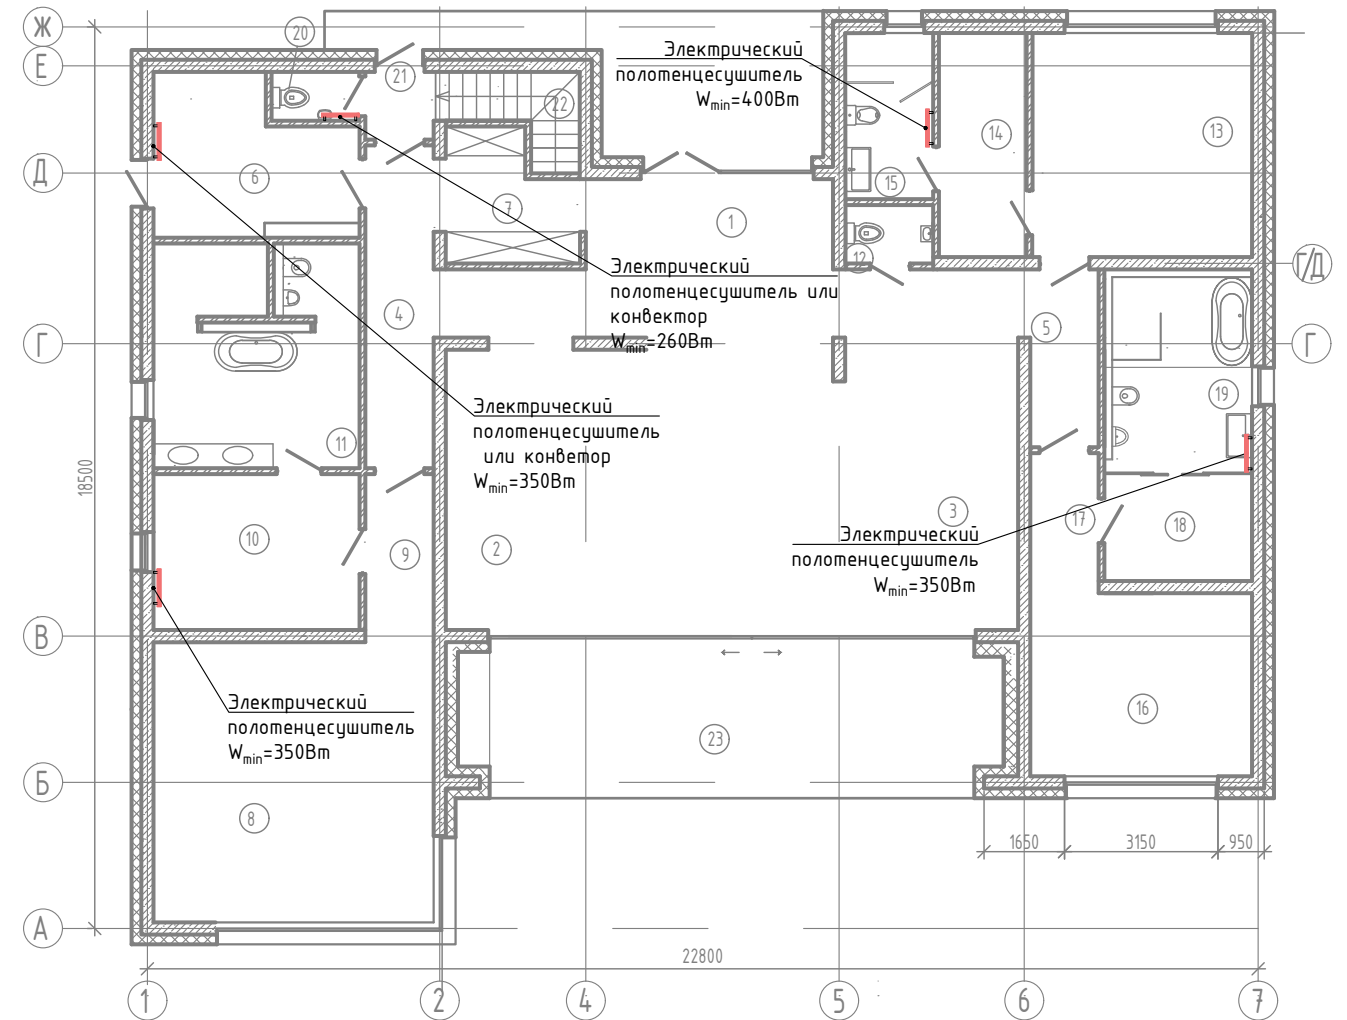 Ж
20
Электрический
полотенцесушитель
Wmin=400Вт
Е
21
22
14
13
Д
6
15
7
1
12
Г/Д
Электрический
полотенцесушитель или
конвектор
Wmin=260Вт
4
5
Г
Г
19
Электрический
полотенцесушитель
или конветор
Wmin=350Вт
11
18500
3
17
18
10
9
2
Электрический
полотенцесушитель
Wmin=350Вт
В
Электрический
полотенцесушитель
Wmin=350Вт
16
23
Б
8
1650
3150
950
А
22800
1
2
4
5
6
7